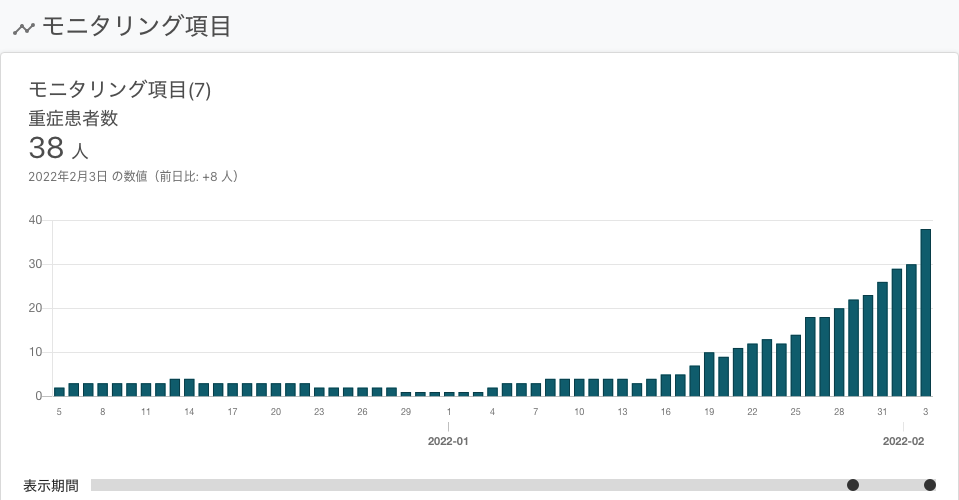 モニタリング項目
モニタリング項目(7)
重症患者数
38 人
2022年2月3日 の数値（前日比: +8 人）
40
30
20
10
0
5 8 11 14 17 20 23 26 29 1 4 7 10 13 16 19 22 25 28 31 3
2022-01 2022-02
表示期間